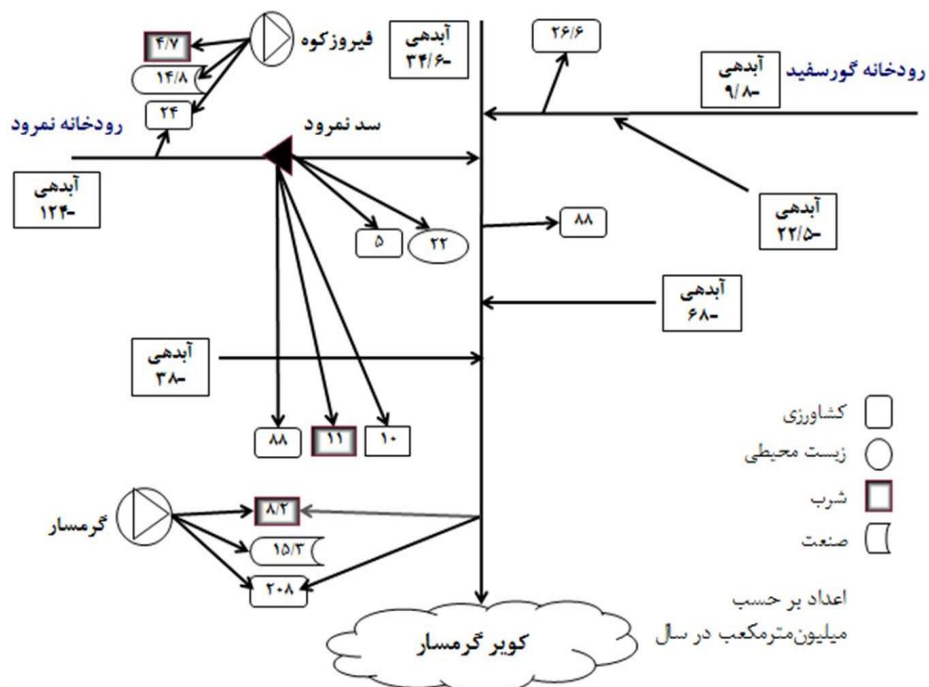 آبدهی
-۳۴/۶
۲۶/۶
رودخانه گورسفید
آبدهی
-۹/۸
فیروزکوه
۴/۷
۱۴/۸
۲۴
سد نمرود
رودخانه نمرود
آبدهی
-۱۲۴
آبدهی
-۲۲/۵
۵
۲۲
۸۸
آبدهی
-۶۸
آبدهی
-۳۸
۸۸
۱۱
۱۰
گرمسار
۸/۲
۱۵/۳
۲۰۸
کشاورزی
زیست محیطی
شرب
صنعت
اعداد بر حسب
میلیون‌مترمکعب در سال
کویر گرمسار